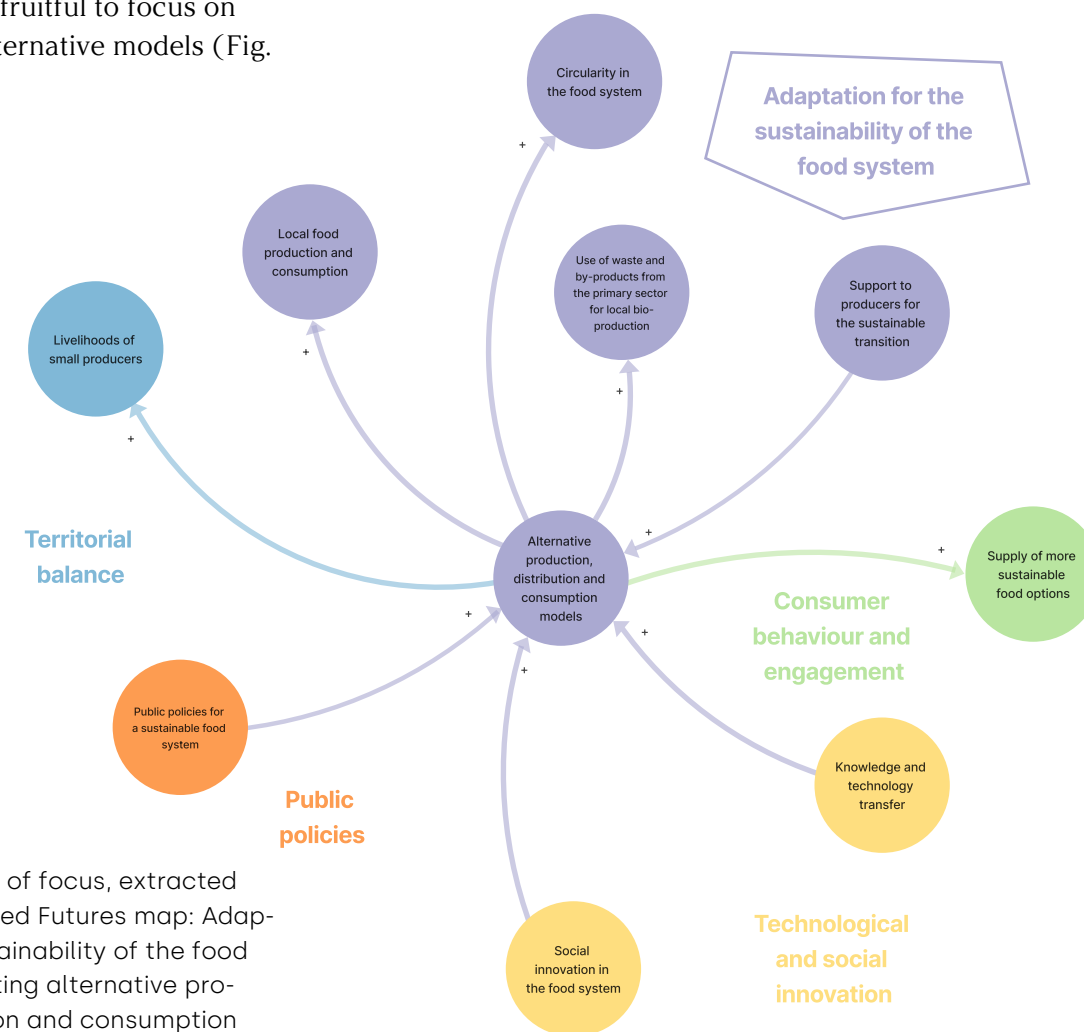 fruitful to focus on
ternative models (Fig.
Circularity in
the food system
Adaptation for the
sustainability of the
food system
+
Local food
production and
consumption
Use of waste and
by-products from
the primary sector
for local bio-
production
Support to
producers for
the sustainable
transition
Livelihoods of
small producers
+
+
+
Territorial
balance
Alternative
production,
distribution and
consumption
models
+
+
Supply of more
sustainable
food options
Consumer
behaviour and
engagement
+
+
+
Public policies for
a sustainable food
system
Public
policies
Knowledge and
technology
transfer
of focus, extracted
ed Futures map: Adap-
ainability of the food
ting alternative pro-
on and consumption
Social
innovation in
the food system
Technological
and social
innovation